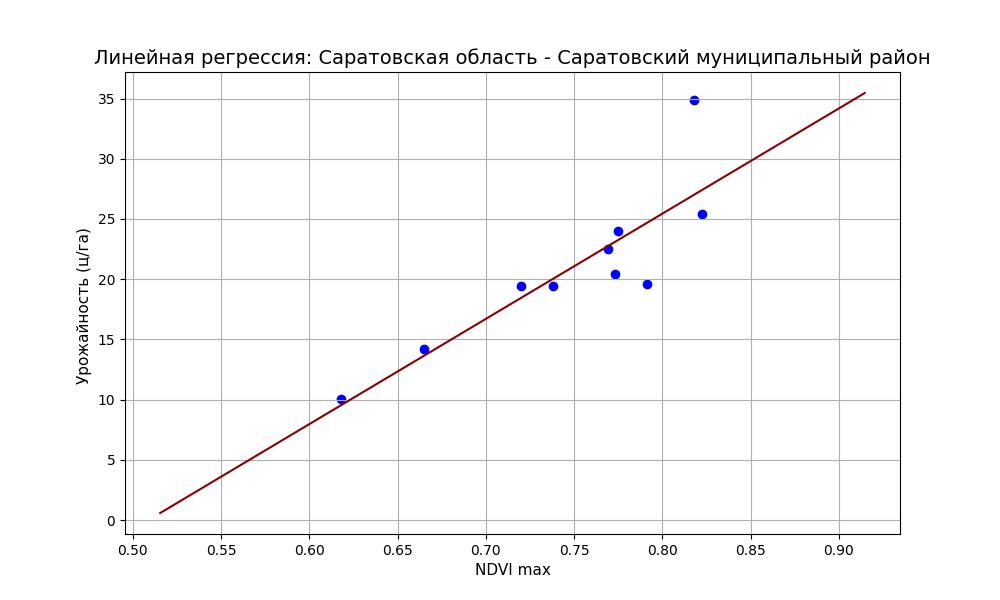 Линейная регрессия: Саратовская область - Саратовский муниципальный район
35
30
25
20
15
10
5
0
Урожайность (ц/га)
0.50 0.55 0.60 0.65 0.70 0.75 0.80 0.85 0.90
NDVI max